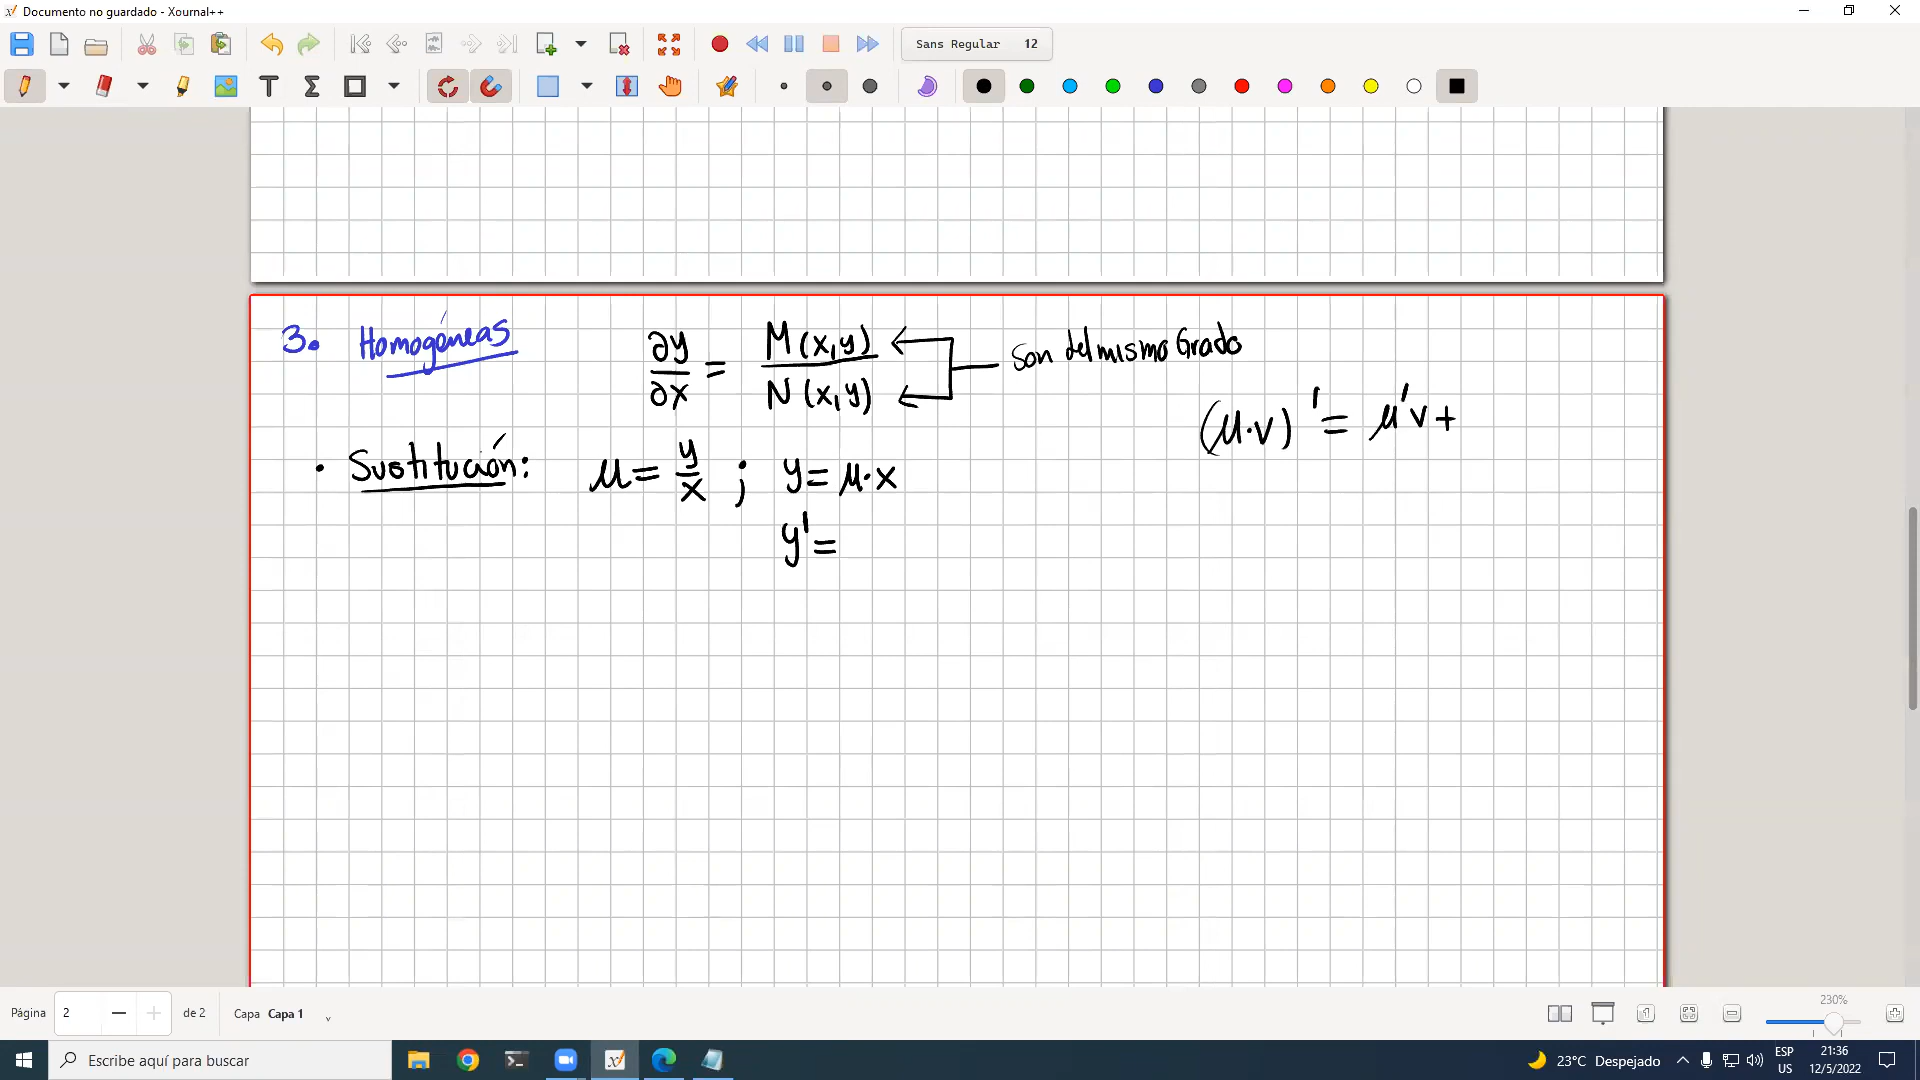 Documento no guardado - Xournal++
Sans Regular 12
3. Homogéneas
∂y/∂x = M(x,y)/N(x,y)
Son del mismo Grado
(μ·v)' = μ'v +
• Sustitución: μ = y/x ; y = μ·x
y' =
Página 2 de 2 Capa Capa 1
230%
Escribe aquí para buscar
23°C Despejado
ESP
US
21:36
12/5/2022